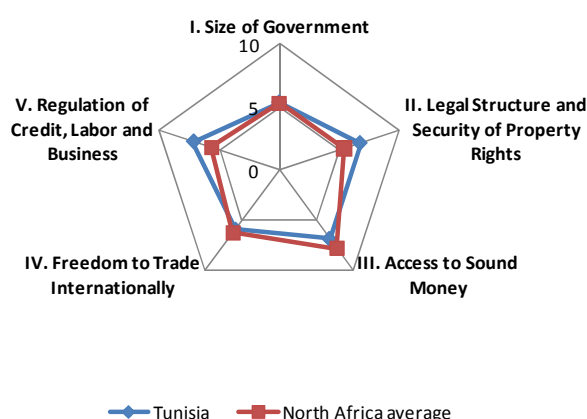 I. Size of Government
10
5
0
II. Legal Structure and
Security of Property
Rights
III. Access to Sound
Money
IV. Freedom to Trade
Internationally
V. Regulation of
Credit, Labor and
Business
Tunisia
North Africa average